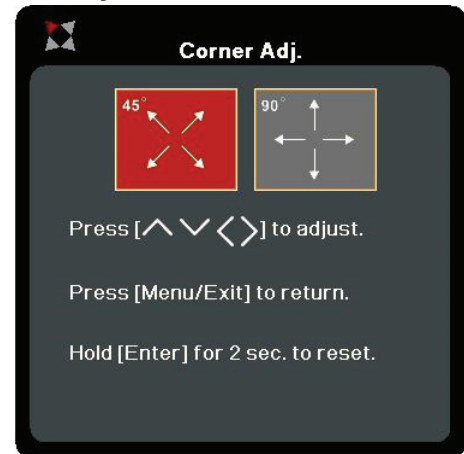 Corner Adj.
45° 90°
Press [∧ ∨ < >] to adjust.
Press [Menu/Exit] to return.
Hold [Enter] for 2 sec. to reset.